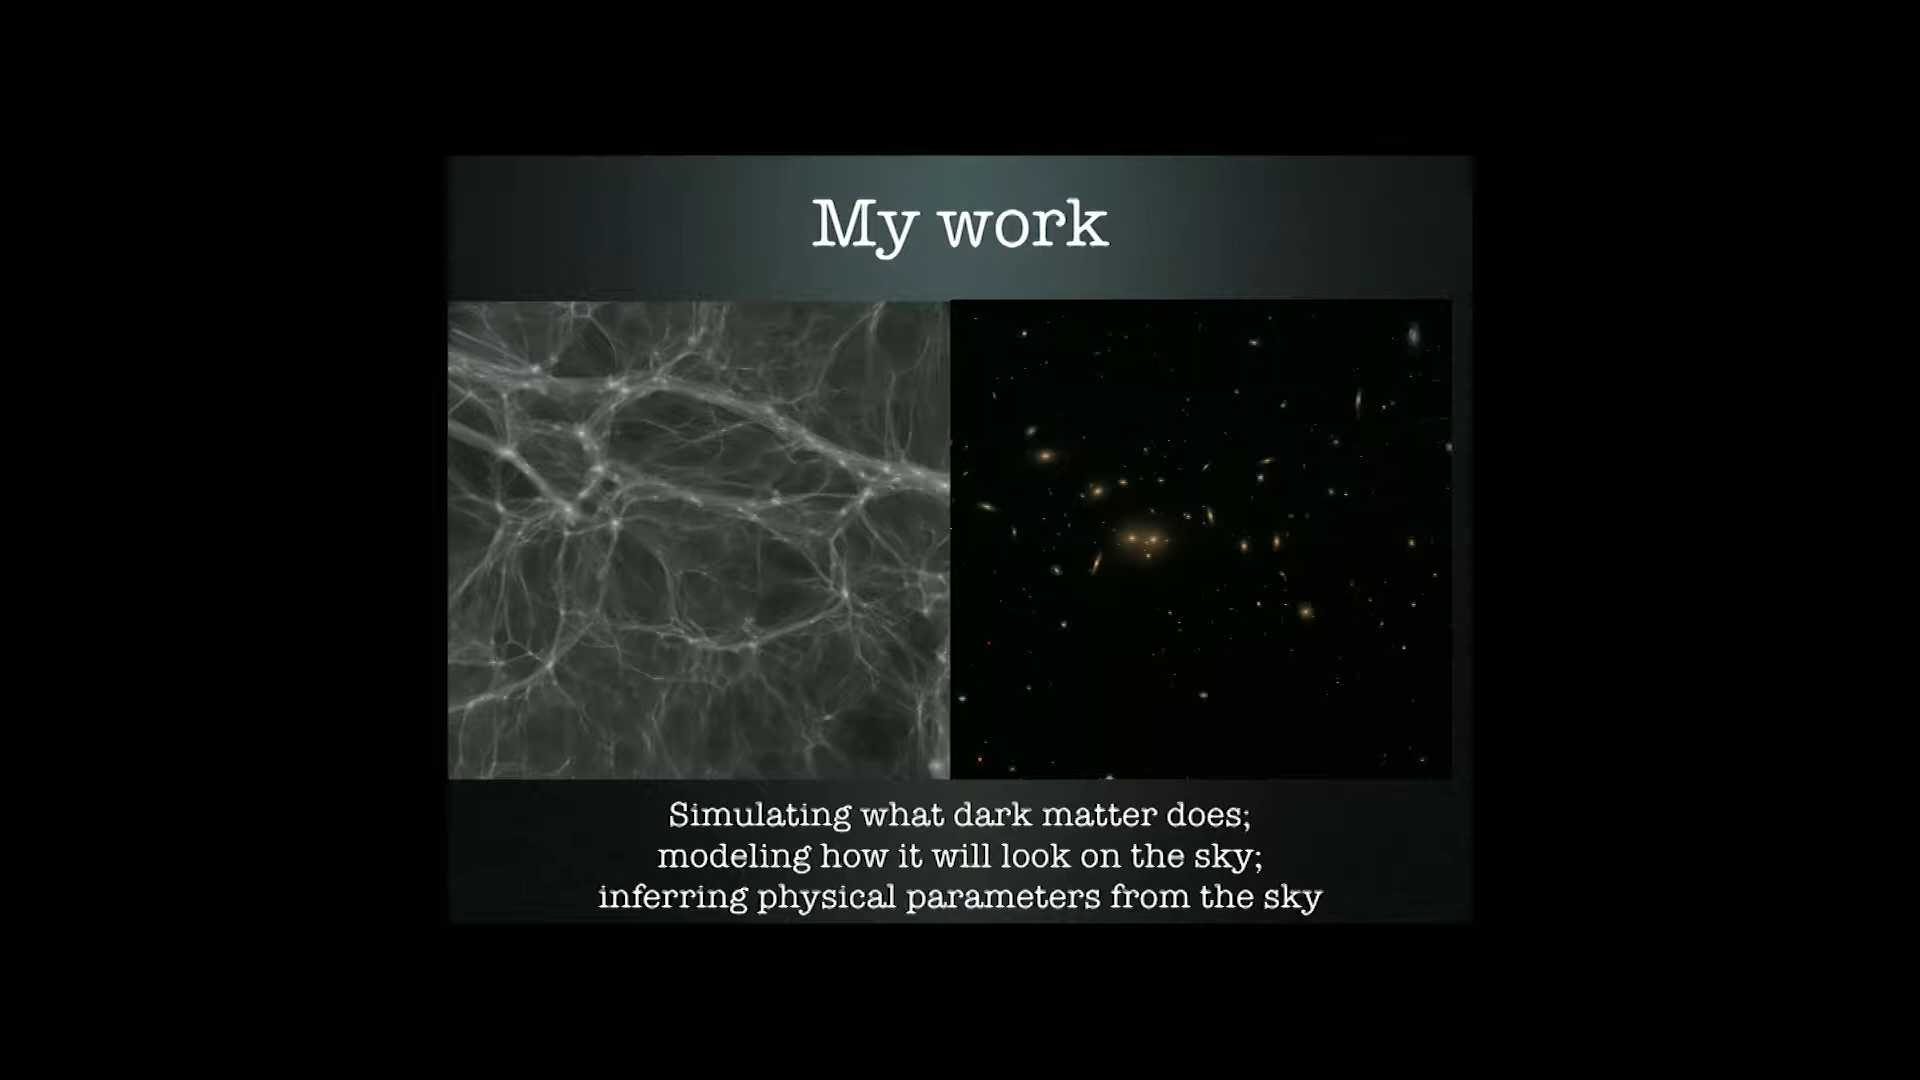 My work
Simulating what dark matter does;
modeling how it will look on the sky;
inferring physical parameters from the sky